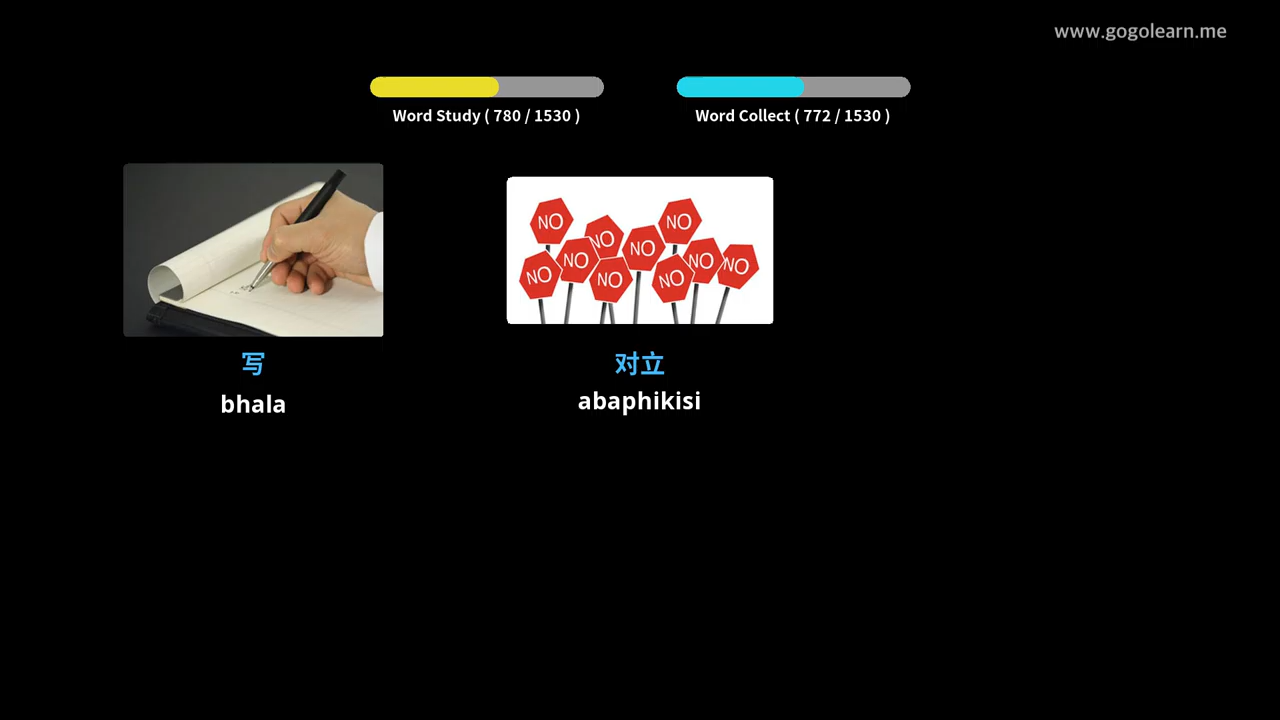 www.gogolearn.me
Word Study ( 780 / 1530 )
Word Collect ( 772 / 1530 )
NO
NO
NO
NO
NO
NO
NO
NO
NO
NO
写
bhala
对立
abaphikisi